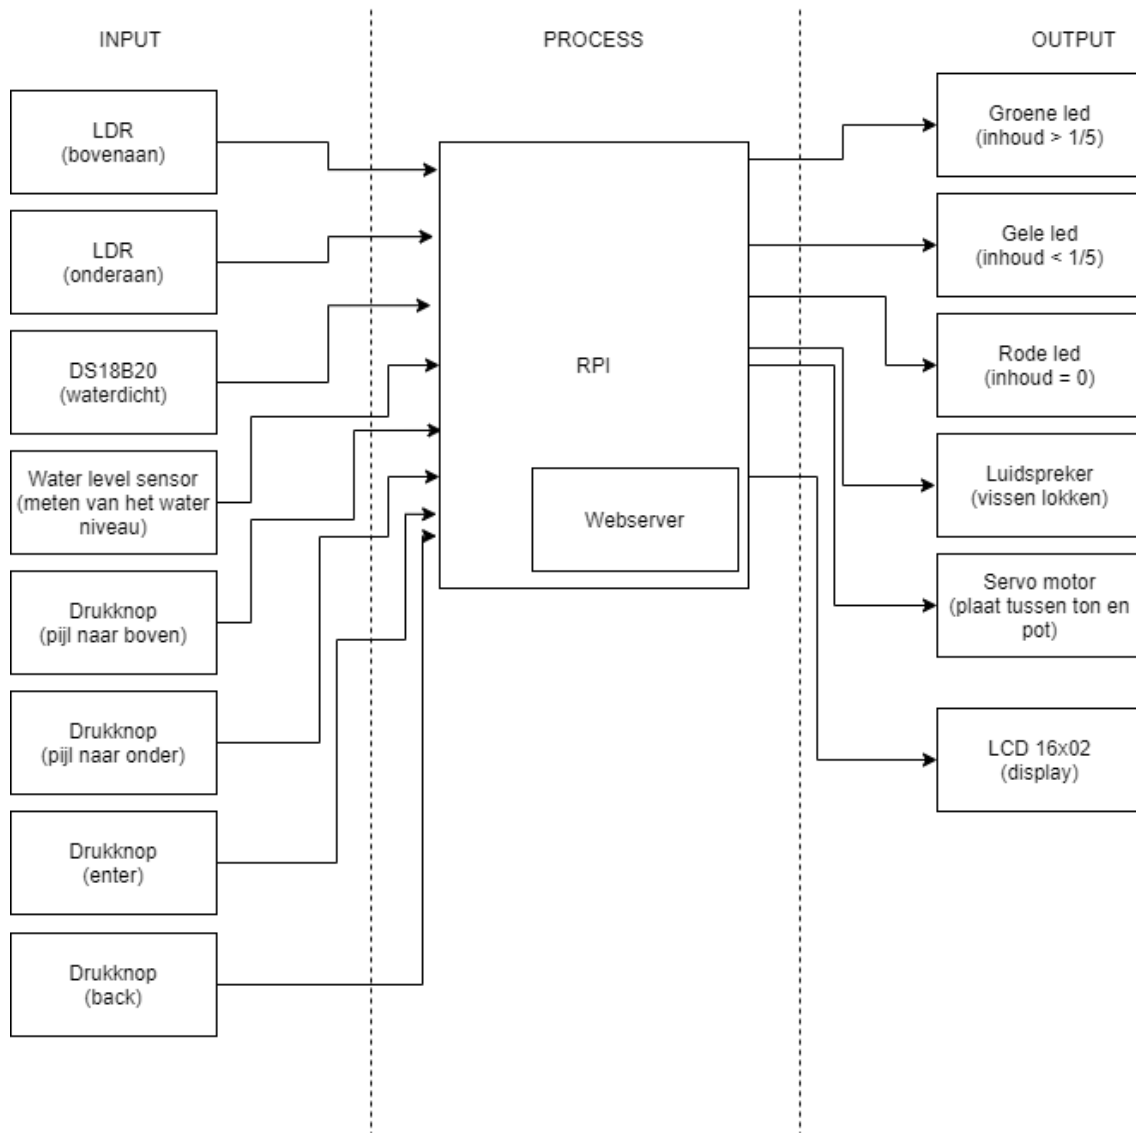 INPUT
PROCESS
OUTPUT
LDR
(bovenaan)
LDR
(onderaan)
DS18B20
(waterdicht)
Water level sensor
(meten van het water
niveau)
Drukknop
(pijl naar boven)
Drukknop
(pijl naar onder)
Drukknop
(enter)
Drukknop
(back)
RPI
Webserver
Groene led
(inhoud > 1/5)
Gele led
(inhoud < 1/5)
Rode led
(inhoud = 0)
Luidspreker
(vissen lokken)
Servo motor
(plaat tussen ton en
pot)
LCD 16x02
(display)